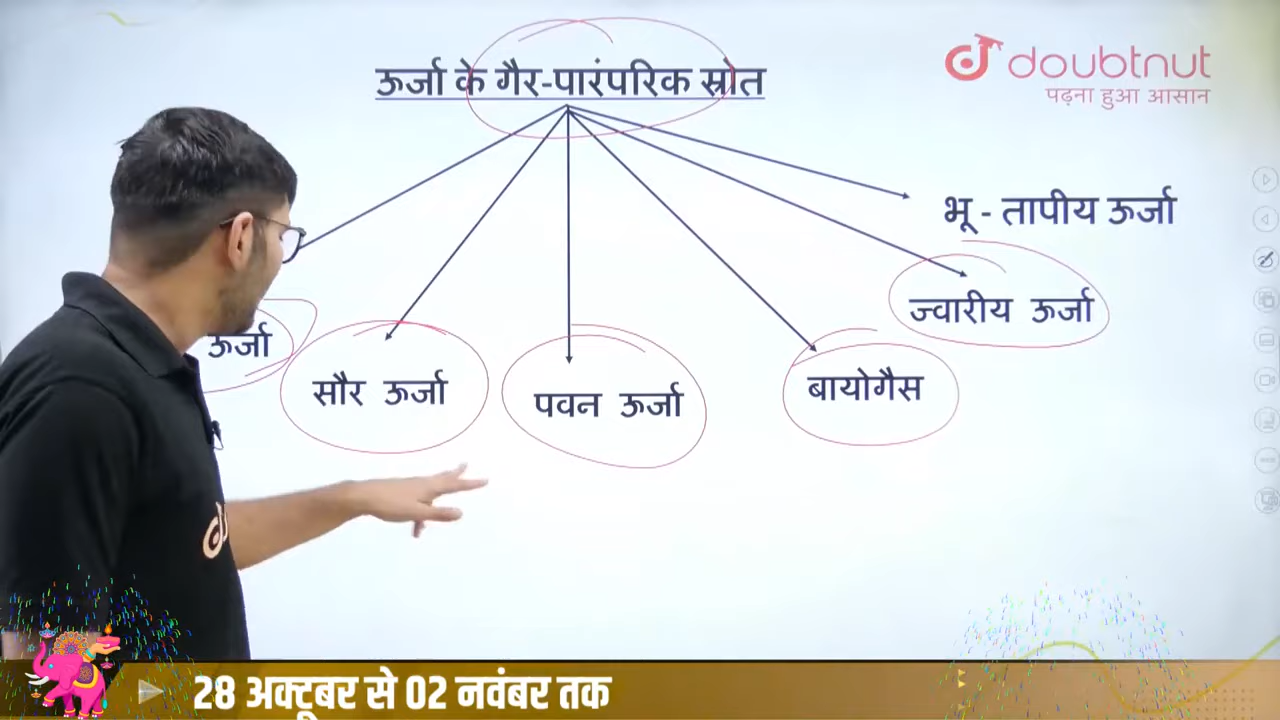 ऊर्जा के गैर-पारंपरिक स्रोत
doubtnut
पढ़ना हुआ आसान
भू - तापीय ऊर्जा
ज्वारीय ऊर्जा
ऊर्जा
सौर ऊर्जा
पवन ऊर्जा
बायोगैस
28 अक्टूबर से 02 नवंबर तक